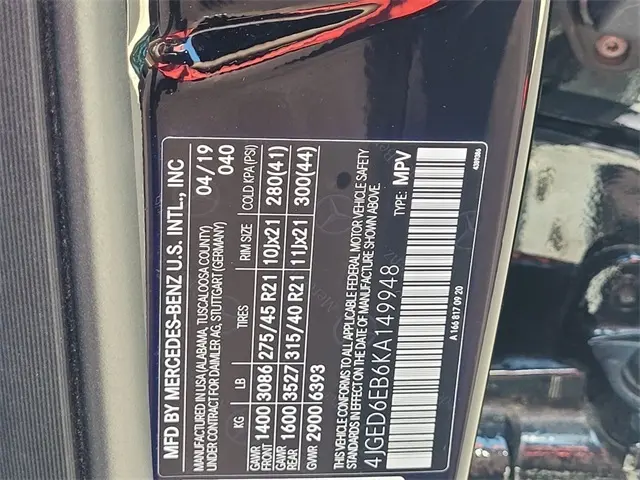 MFD BY MERCEDES-BENZ U.S. INTL., INC
MANUFACTURED IN USA (ALABAMA, TUSCALOOSA COUNTY) 04/19
UNDER CONTRACT FOR DAIMLER AG, STUTTGART (GERMANY) 040
KG LB TIRES RIM SIZE COLD KPA (PSI)
GAWR FRONT 1400 3086 275/45 R21 10Jx21 280(41)
GAWR REAR 1600 3527 315/40 R21 11Jx21 300(44)
GVWR 2900 6393
THIS VEHICLE CONFORMS TO ALL APPLICABLE FEDERAL MOTOR VEHICLE SAFETY
STANDARDS IN EFFECT ON THE DATE OF MANUFACTURE SHOWN ABOVE.
4JGED6EB6KA149948 TYPE: MPV
A 166 817 09 20